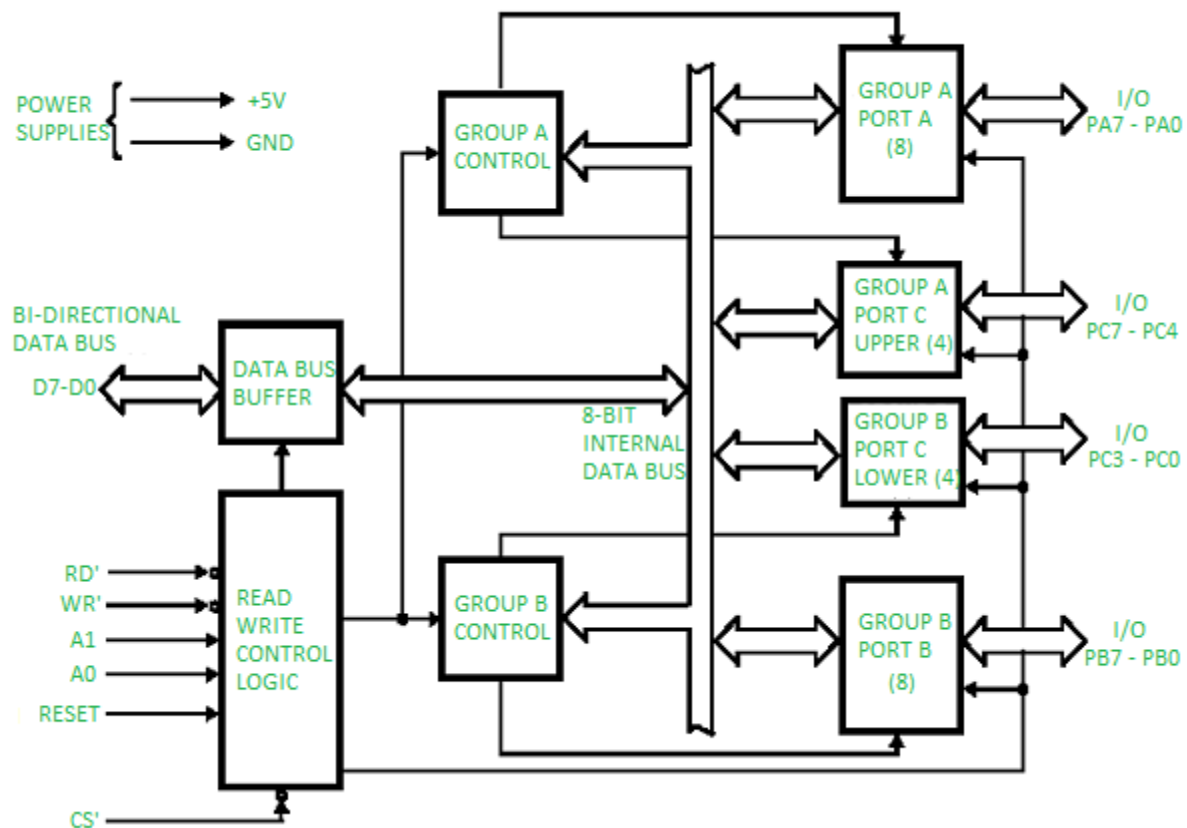 POWER
SUPPLIES
+5V
GND
GROUP A
CONTROL
GROUP A
PORT A
(8)
I/O
PA7 - PA0
GROUP A
PORT C
UPPER (4)
I/O
PC7 - PC4
BI-DIRECTIONAL
DATA BUS
D7-D0
DATA BUS
BUFFER
8-BIT
INTERNAL
DATA BUS
GROUP B
PORT C
LOWER (4)
I/O
PC3 - PC0
RD'
WR'
A1
A0
RESET
CS'
READ
WRITE
CONTROL
LOGIC
GROUP B
CONTROL
GROUP B
PORT B
(8)
I/O
PB7 - PB0